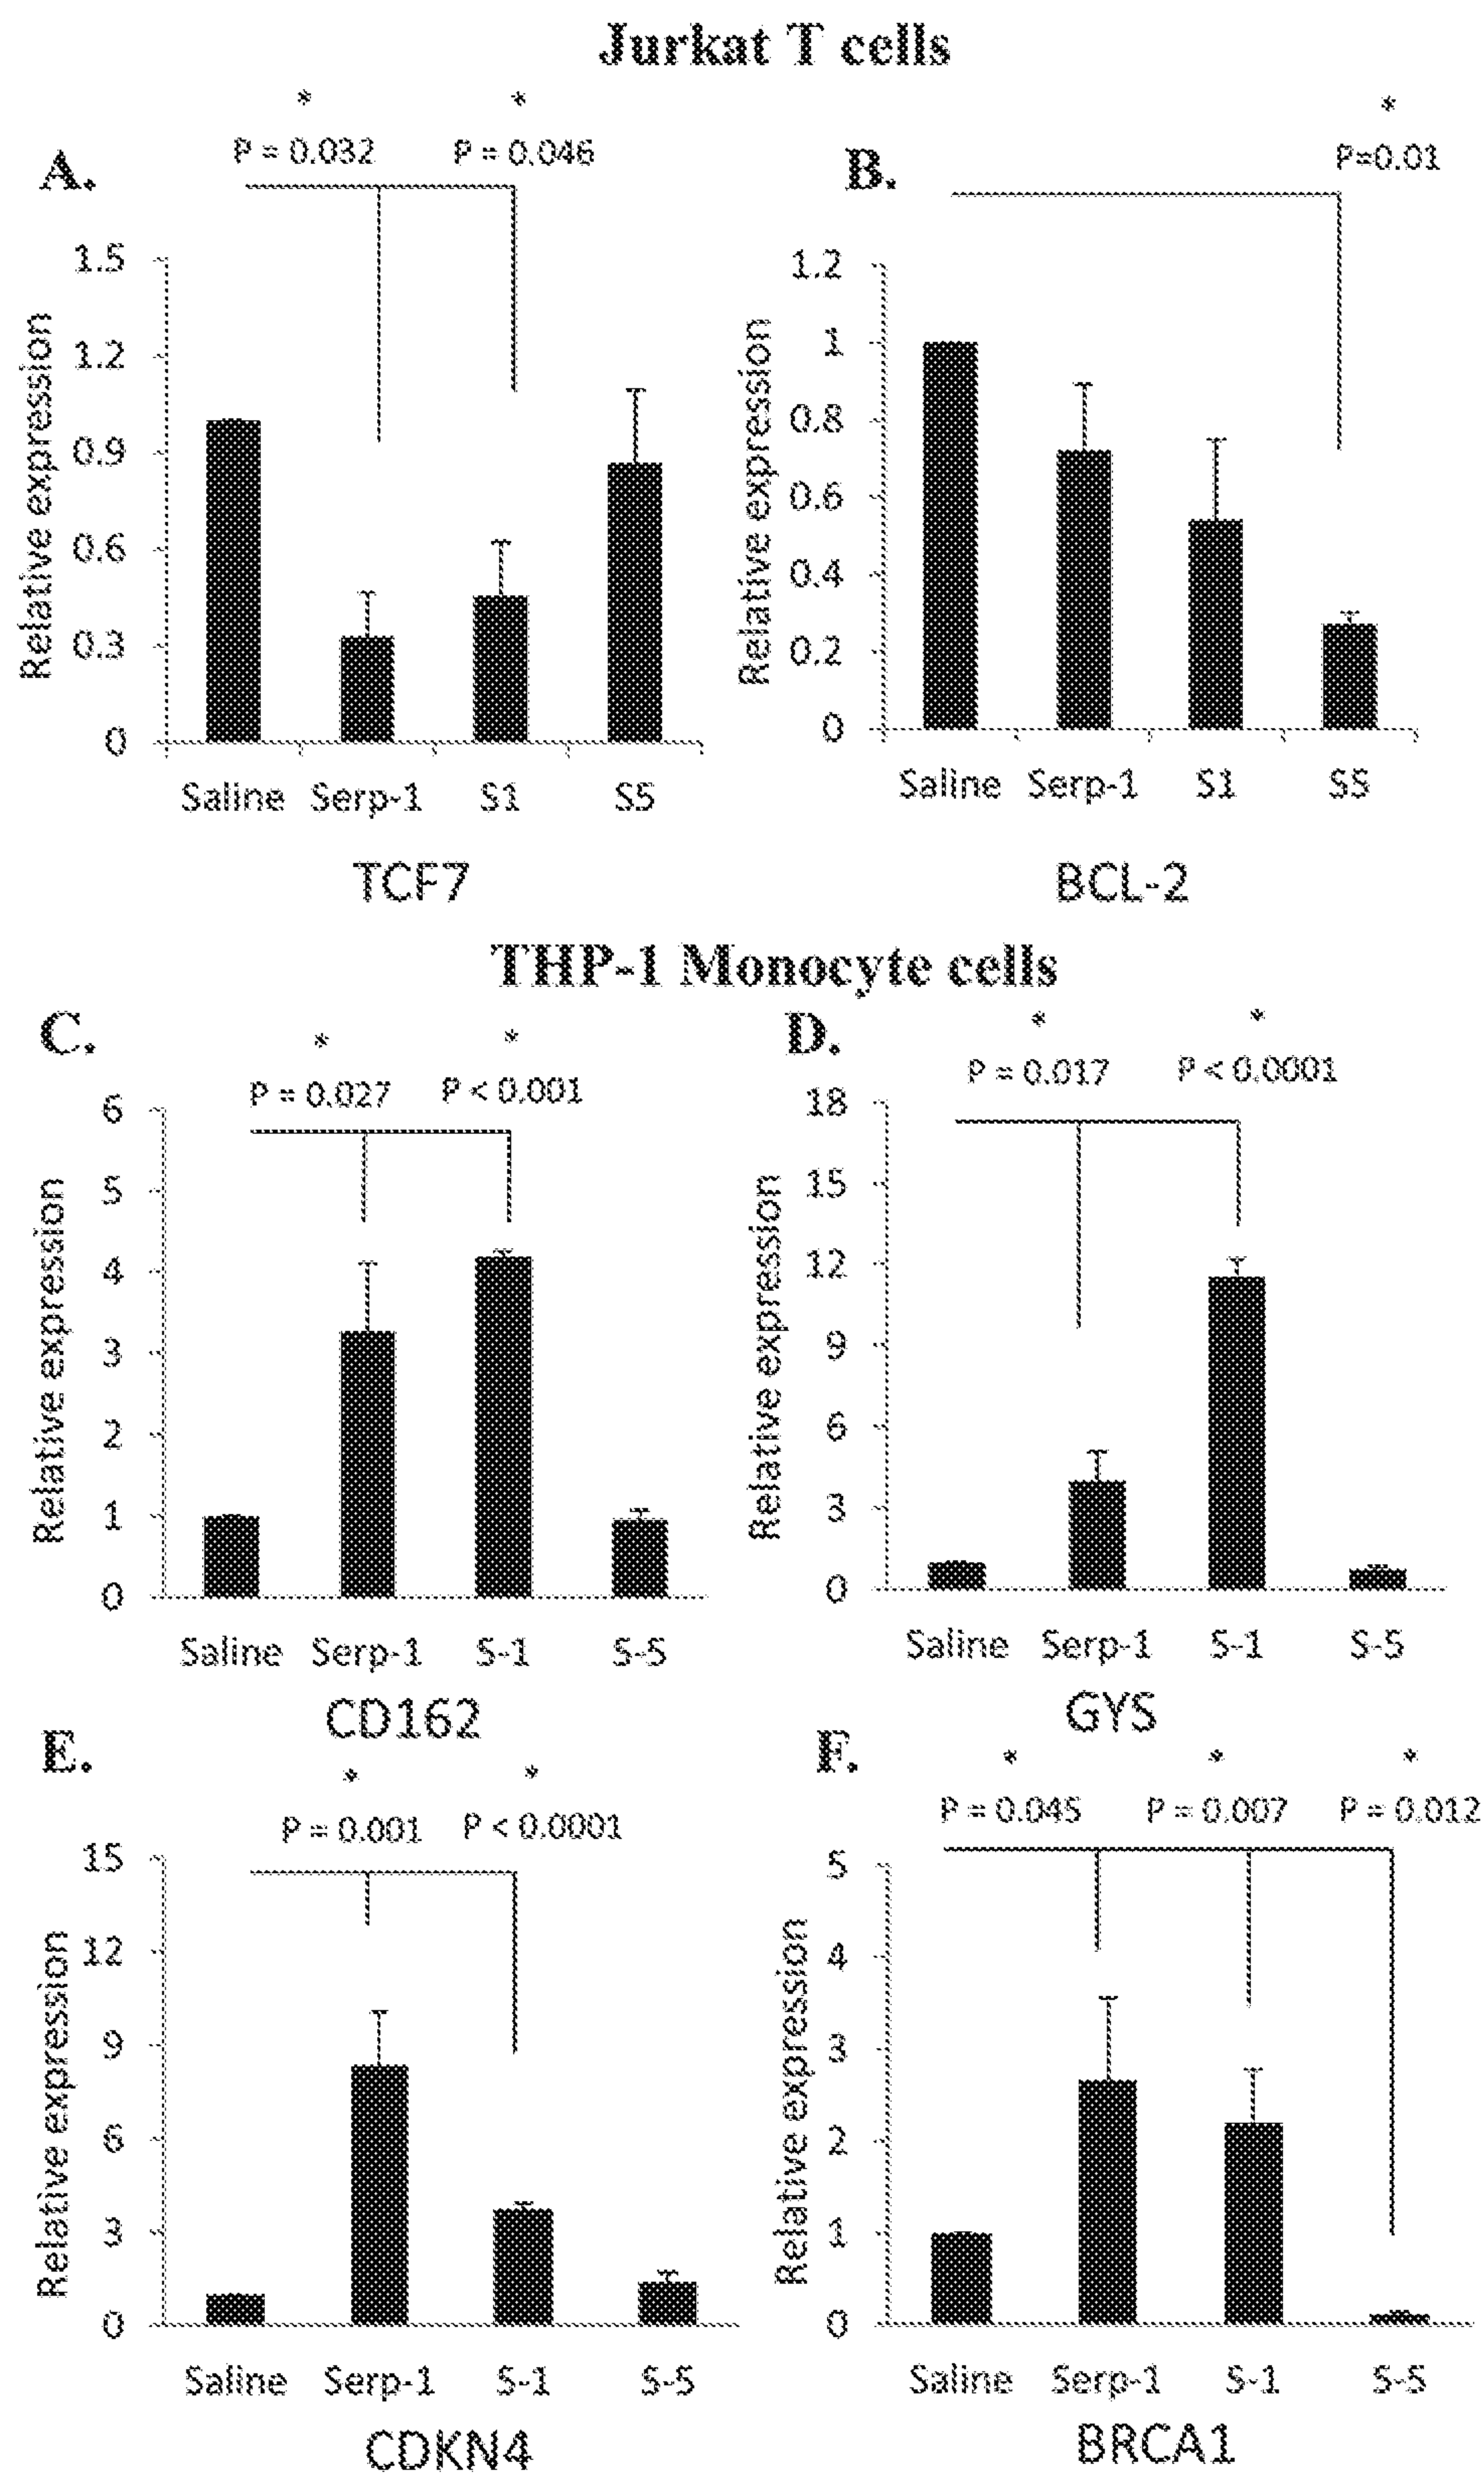 Jurkat T cells
A.
* *
P = 0.032 P = 0.046
Relative expression
1.5
1.2
0.9
0.6
0.3
0
Saline Serp-1 S1 S5
TCF7
B.
*
P=0.01
Relative expression
1.2
1
0.8
0.6
0.4
0.2
0
Saline Serp-1 S1 S5
BCL-2
THP-1 Monocyte cells
C.
* *
P = 0.027 P < 0.001
Relative expression
6
5
4
3
2
1
0
Saline Serp-1 S-1 S-5
CD162
D.
* *
P = 0.017 P < 0.0001
Relative expression
18
15
12
9
6
3
0
Saline Serp-1 S-1 S-5
GYS
E.
* *
P = 0.001 P < 0.0001
Relative expression
15
12
9
6
3
0
Saline Serp-1 S-1 S-5
CDKN4
F.
* * *
P = 0.045 P = 0.007 P = 0.012
Relative expression
5
4
3
2
1
0
Saline Serp-1 S-1 S-5
BRCA1